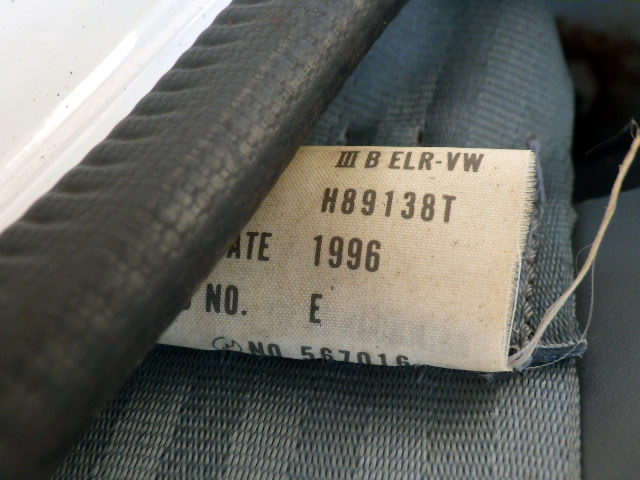 III B ELR-VW
H89138T
ATE 1996
NO. E
NO 567016